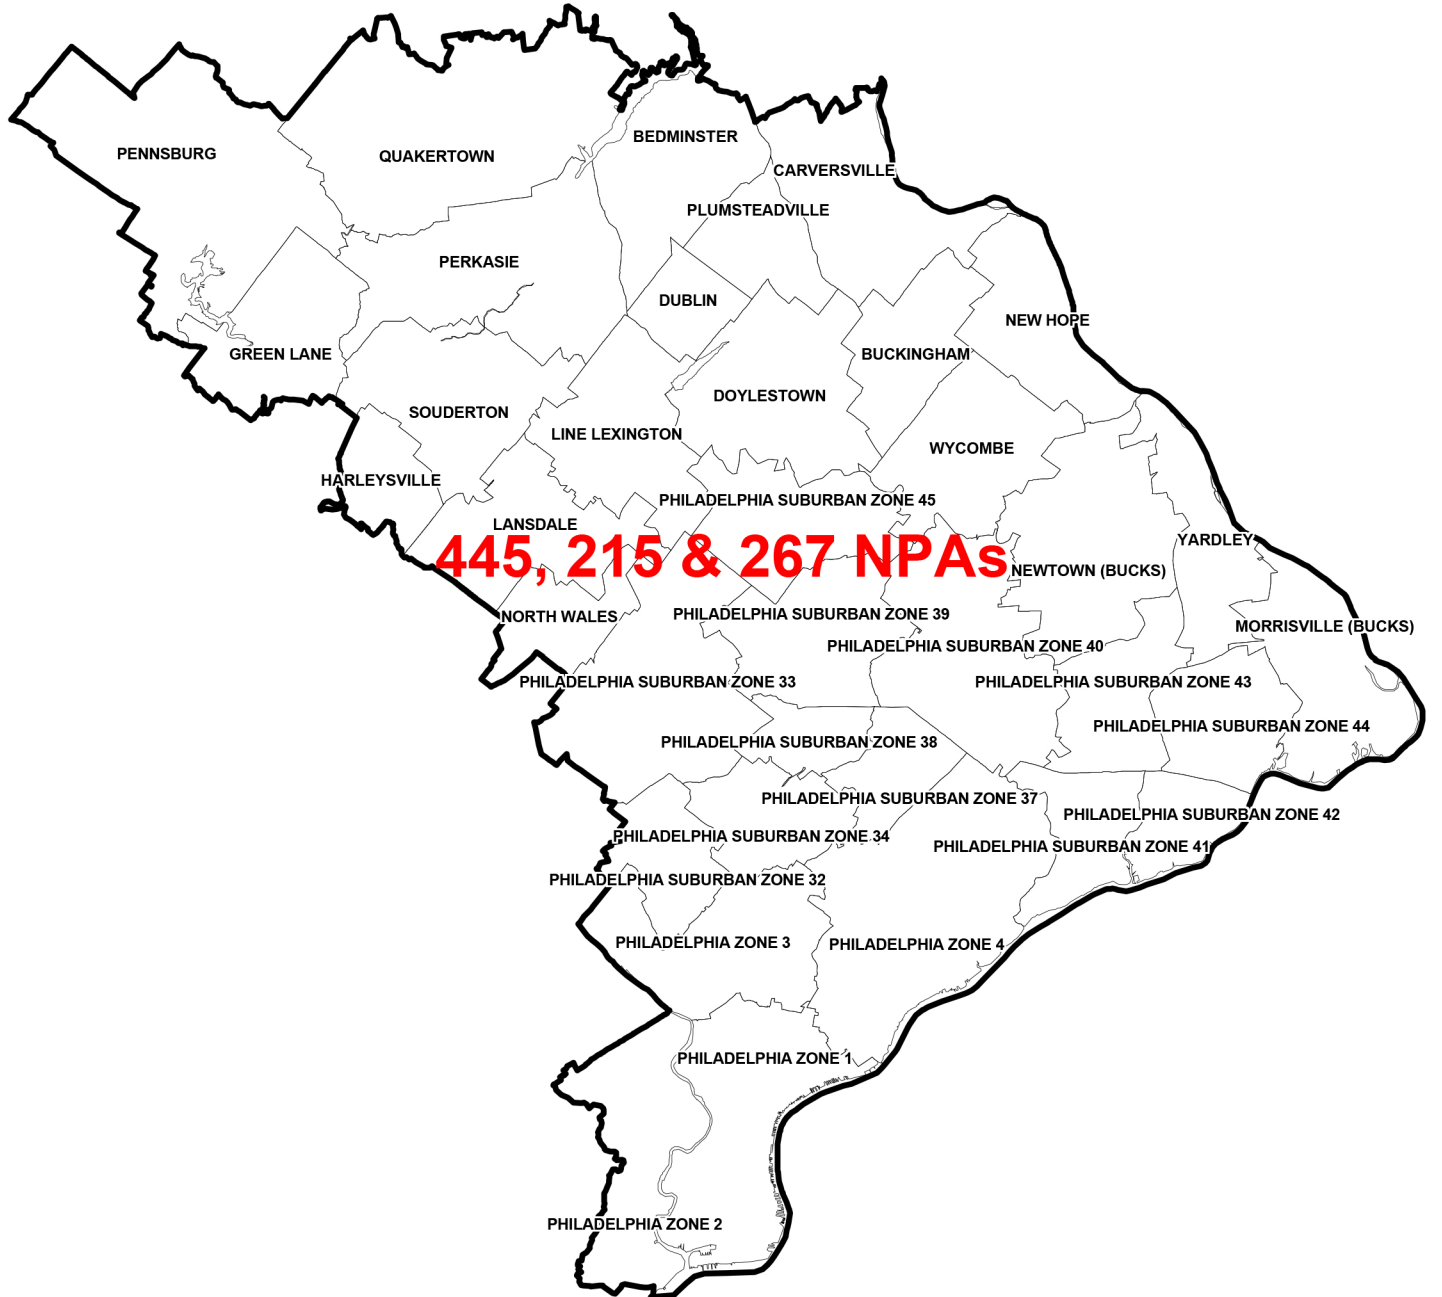 BEDMINSTER
PENNSBURG
QUAKERTOWN
CARVERSVILLE
PLUMSTEADVILLE
PERKASIE
DUBLIN
NEW HOPE
GREEN LANE
BUCKINGHAM
DOYLESTOWN
SOUDERTON
LINE LEXINGTON
WYCOMBE
HARLEYSVILLE
PHILADELPHIA SUBURBAN ZONE 45
LANSDALE
YARDLEY
445, 215 & 267 NPAs
NEWTOWN (BUCKS)
NORTH WALES
PHILADELPHIA SUBURBAN ZONE 39
MORRISVILLE (BUCKS)
PHILADELPHIA SUBURBAN ZONE 40
PHILADELPHIA SUBURBAN ZONE 33
PHILADELPHIA SUBURBAN ZONE 43
PHILADELPHIA SUBURBAN ZONE 44
PHILADELPHIA SUBURBAN ZONE 38
PHILADELPHIA SUBURBAN ZONE 37
PHILADELPHIA SUBURBAN ZONE 42
PHILADELPHIA SUBURBAN ZONE 34
PHILADELPHIA SUBURBAN ZONE 41
PHILADELPHIA SUBURBAN ZONE 32
PHILADELPHIA ZONE 3
PHILADELPHIA ZONE 4
PHILADELPHIA ZONE 1
PHILADELPHIA ZONE 2